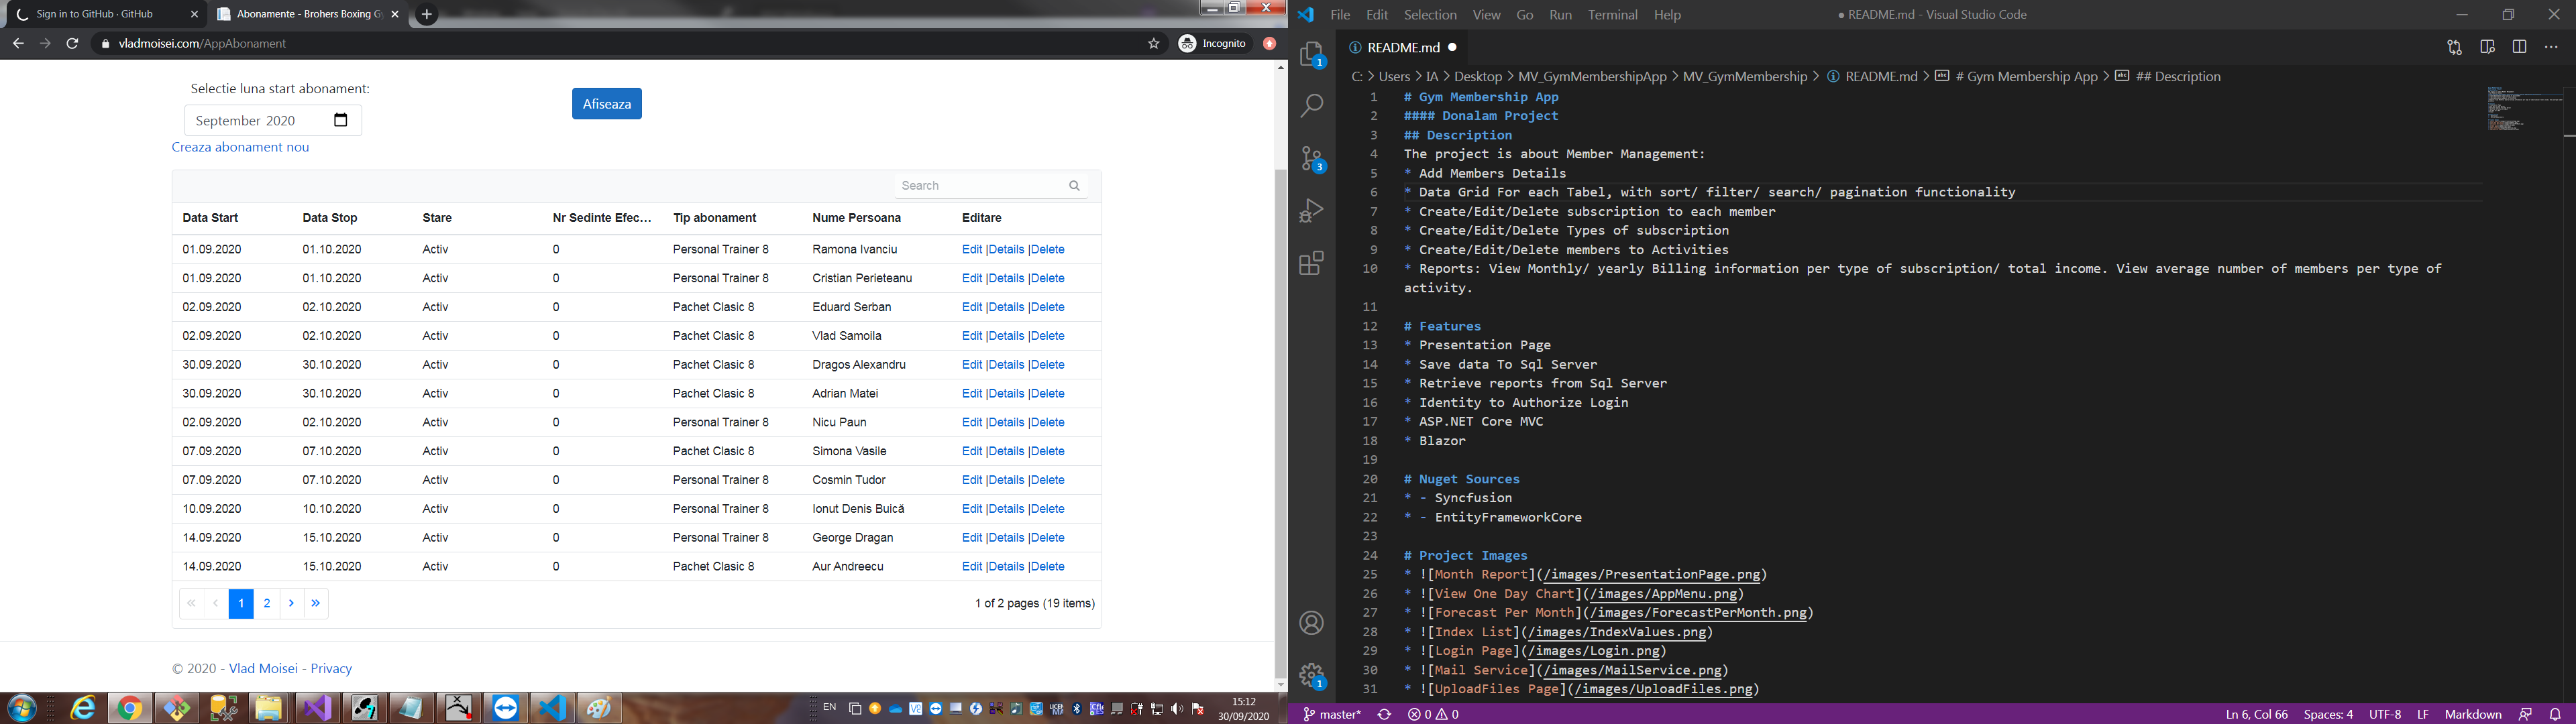 Sign in to GitHub · GitHub
Abonamente - Brohers Boxing Gy
vladmoisei.com/AppAbonament
Incognito
Selectie luna start abonament:
September 2020
Afiseaza
Creaza abonament nou
Search
Data Start Data Stop Stare Nr Sedinte Efec... Tip abonament Nume Persoana Editare
01.09.2020 01.10.2020 Activ 0 Personal Trainer 8 Ramona Ivanciu Edit |Details |Delete
01.09.2020 01.10.2020 Activ 0 Personal Trainer 8 Cristian Perieteanu Edit |Details |Delete
02.09.2020 02.10.2020 Activ 0 Pachet Clasic 8 Eduard Serban Edit |Details |Delete
02.09.2020 02.10.2020 Activ 0 Pachet Clasic 8 Vlad Samoila Edit |Details |Delete
30.09.2020 30.10.2020 Activ 0 Pachet Clasic 8 Dragos Alexandru Edit |Details |Delete
30.09.2020 30.10.2020 Activ 0 Pachet Clasic 8 Adrian Matei Edit |Details |Delete
02.09.2020 02.10.2020 Activ 0 Personal Trainer 8 Nicu Paun Edit |Details |Delete
07.09.2020 07.10.2020 Activ 0 Pachet Clasic 8 Simona Vasile Edit |Details |Delete
07.09.2020 07.10.2020 Activ 0 Personal Trainer 8 Cosmin Tudor Edit |Details |Delete
10.09.2020 10.10.2020 Activ 0 Personal Trainer 8 Ionut Denis Buică Edit |Details |Delete
14.09.2020 15.10.2020 Activ 0 Personal Trainer 8 George Dragan Edit |Details |Delete
14.09.2020 15.10.2020 Activ 0 Pachet Clasic 8 Aur Andreecu Edit |Details |Delete
1 2 1 of 2 pages (19 items)
© 2020 - Vlad Moisei - Privacy
EN
15:12
30/09/2020
File Edit Selection View Go Run Terminal Help
● README.md - Visual Studio Code
README.md
C: > Users > IA > Desktop > MV_GymMembershipApp > MV_GymMembership > README.md > # Gym Membership App > ## Description
1 # Gym Membership App
2 #### Donalam Project
3 ## Description
4 The project is about Member Management:
5 * Add Members Details
6 * Data Grid For each Tabel, with sort/ filter/ search/ pagination functionality
7 * Create/Edit/Delete subscription to each member
8 * Create/Edit/Delete Types of subscription
9 * Create/Edit/Delete members to Activities
10 * Reports: View Monthly/ yearly Billing information per type of subscription/ total income. View average number of members per type of
activity.
11
12 # Features
13 * Presentation Page
14 * Save data To Sql Server
15 * Retrieve reports from Sql Server
16 * Identity to Authorize Login
17 * ASP.NET Core MVC
18 * Blazor
19
20 # Nuget Sources
21 * - Syncfusion
22 * - EntityFrameworkCore
23
24 # Project Images
25 * ![Month Report](/images/PresentationPage.png)
26 * ![View One Day Chart](/images/AppMenu.png)
27 * ![Forecast Per Month](/images/ForecastPerMonth.png)
28 * ![Index List](/images/IndexValues.png)
29 * ![Login Page](/images/Login.png)
30 * ![Mail Service](/images/MailService.png)
31 * ![UploadFiles Page](/images/UploadFiles.png)
1
3
1
master* 0 0
Ln 6, Col 66 Spaces: 4 UTF-8 LF Markdown